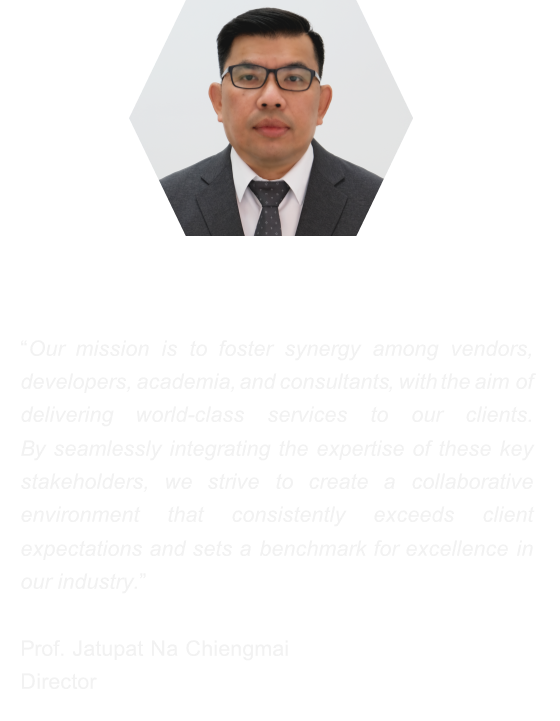 “Our mission is to foster synergy among vendors,
developers, academia, and consultants, with the aim of
delivering world-class services to our clients.
By seamlessly integrating the expertise of these key
stakeholders, we strive to create a collaborative
environment that consistently exceeds client
expectations and sets a benchmark for excellence in
our industry.”
Prof. Jatupat Na Chiengmai
Director